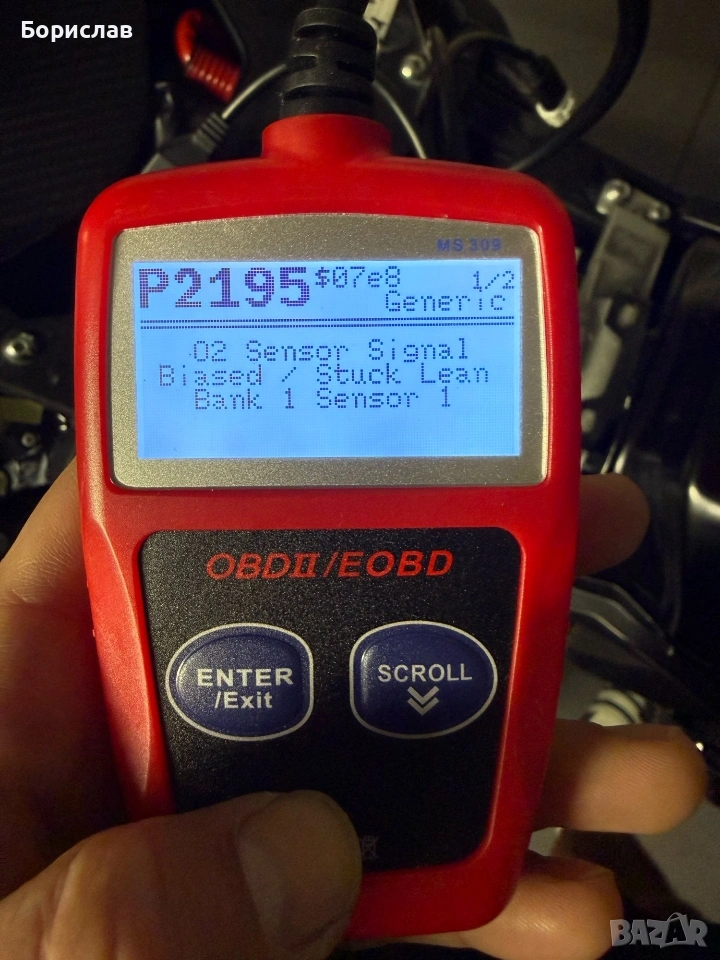 Борислав
MS 309
P2195 $07e8 1/2
Generic
O2 Sensor Signal
Biased / Stuck Lean
Bank 1 Sensor 1
OBDII/EOBD
ENTER
/Exit
SCROLL
BAZAR